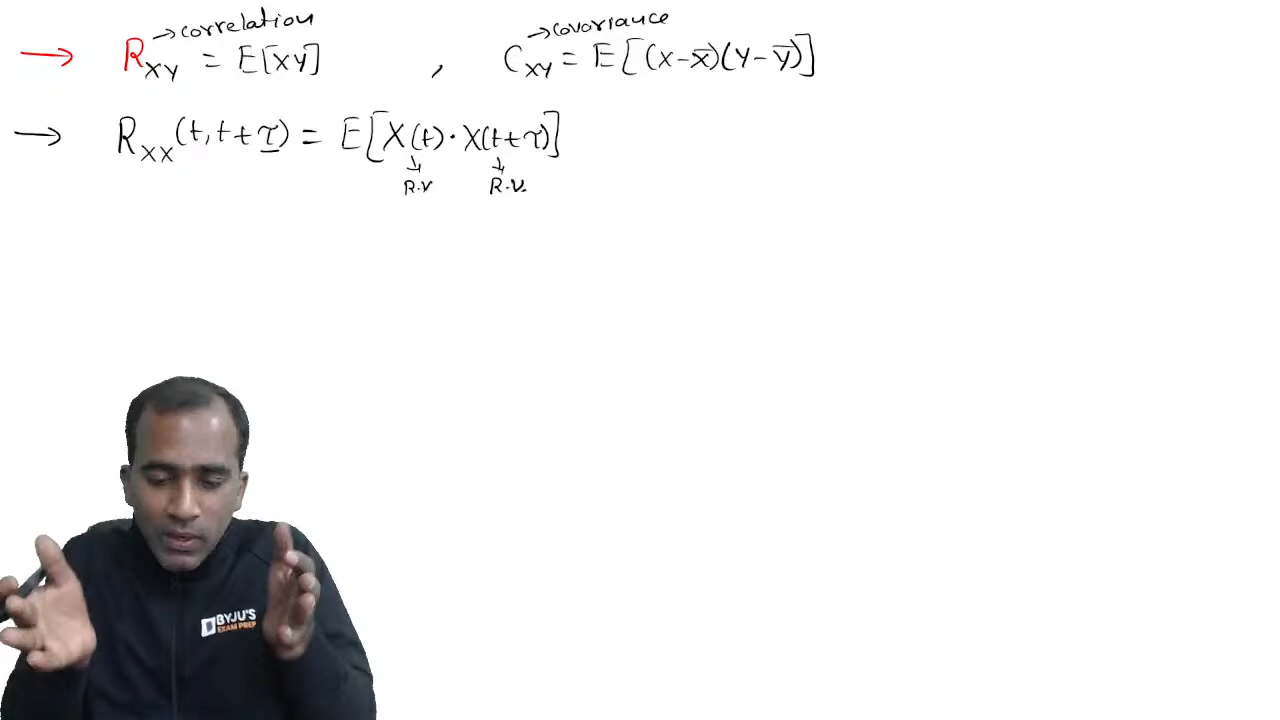 →correlation
→covariance
→ R_XY = E[XY] , C_XY = E[(X-X̄)(Y-Ȳ)]
→ R_XX(t, t+τ) = E[X(t)·X(t+τ)]
R.V R.V.
BYJU'S
EXAM PREP